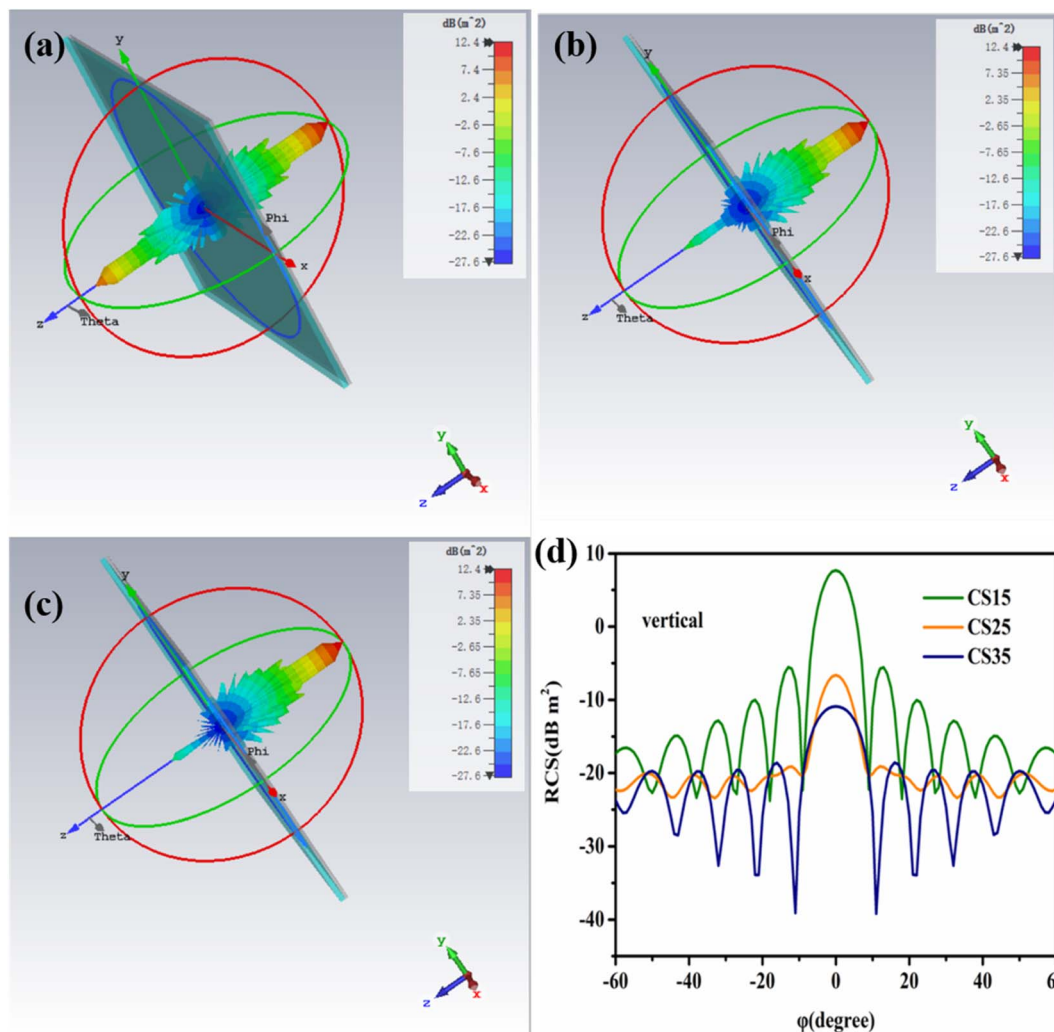 (a)
dB(m^2)
12.4
7.4
2.4
-2.6
-7.6
-12.6
-17.6
-22.6
-27.6
y
Phi
x
z
Theta
y
z
x
(b)
dB(m^2)
12.4
7.35
2.35
-2.65
-7.65
-12.6
-17.6
-22.6
-27.6
y
Phi
x
z
Theta
y
z
x
(c)
dB(m^2)
12.4
7.35
2.35
-2.65
-7.65
-12.6
-17.6
-22.6
-27.6
y
Phi
x
z
Theta
y
z
x
(d)
vertical
CS15
CS25
CS35
RCS(dB m²)
10
0
-10
-20
-30
-40
-60
-40
-20
0
20
40
6
φ(degree)